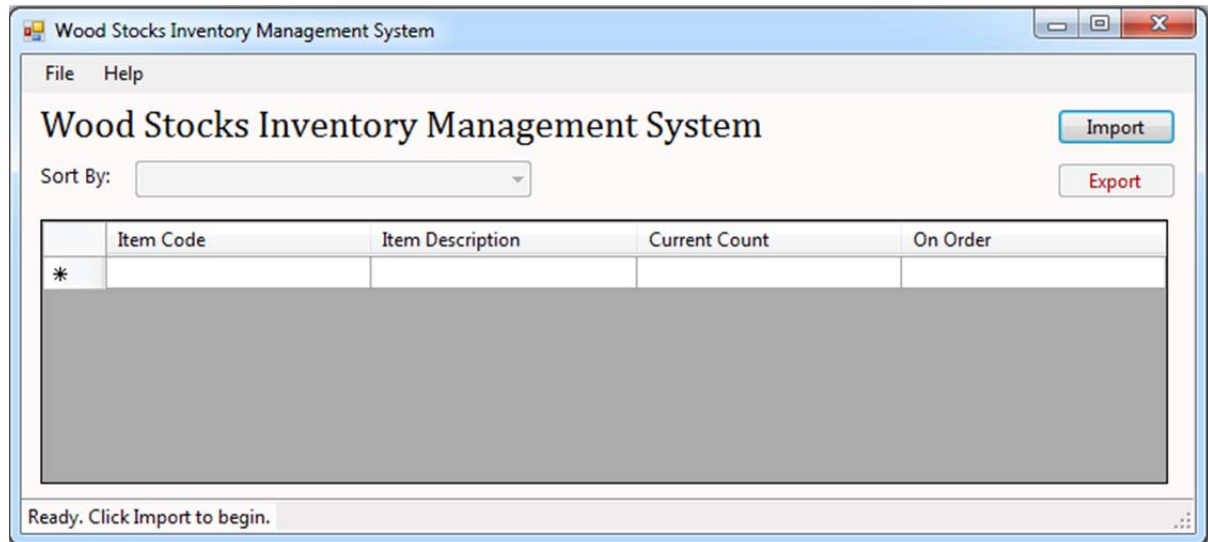 Wood Stocks Inventory Management System
File Help
Wood Stocks Inventory Management System
Import
Sort By:
Export
Item Code Item Description Current Count On Order
Ready. Click Import to begin.